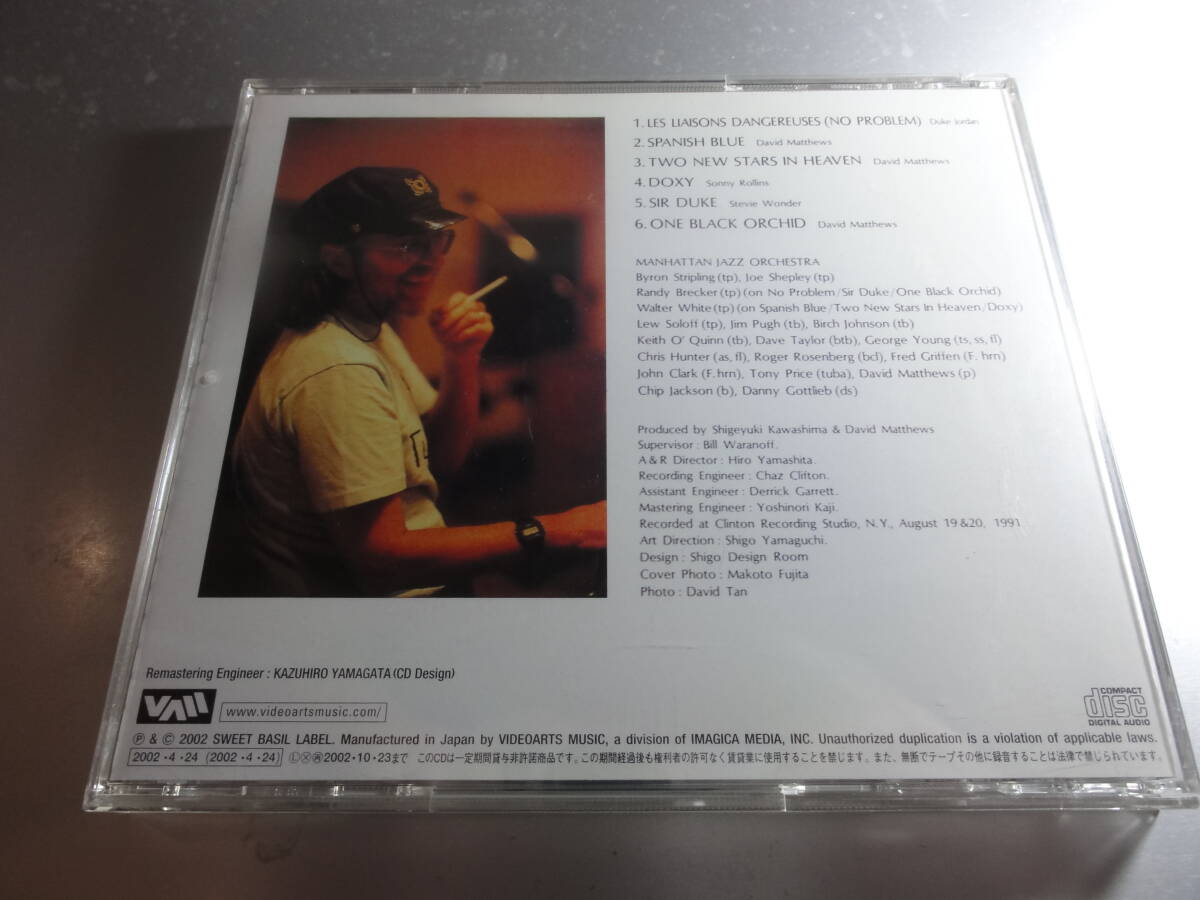 1. LES LIAISONS DANGEREUSES (NO PROBLEM) Duke Jordan
2. SPANISH BLUE David Matthews
3. TWO NEW STARS IN HEAVEN David Matthews
4. DOXY Sonny Rollins
5. SIR DUKE Stevie Wonder
6. ONE BLACK ORCHID David Matthews
MANHATTAN JAZZ ORCHESTRA
Byron Stripling (tp), Joe Shepley (tp)
Randy Brecker (tp) (on No Problem/Sir Duke/One Black Orchid)
Walter White (tp) (on Spanish Blue/Two New Stars In Heaven/Doxy)
Lew Soloff (tp), Jim Pugh (tb), Birch Johnson (tb)
Keith O' Quinn (tb), Dave Taylor (btb), George Young (ts, ss, fl)
Chris Hunter (as, fl), Roger Rosenberg (bcl), Fred Griffen (F. hrn)
John Clark (F. hrn), Tony Price (tuba), David Matthews (p)
Chip Jackson (b), Danny Gottlieb (ds)
Produced by Shigeyuki Kawashima & David Matthews
Supervisor : Bill Waranoff.
A & R Director : Hiro Yamashita.
Recording Engineer : Chaz Clifton.
Assistant Engineer : Derrick Garrett.
Mastering Engineer : Yoshinori Kaji.
Recorded at Clinton Recording Studio, N.Y., August 19 & 20, 1991
Art Direction : Shigo Yamaguchi.
Design : Shigo Design Room
Cover Photo : Makoto Fujita
Photo : David Tan
Remastering Engineer : KAZUHIRO YAMAGATA (CD Design)
VAM
www.videoartsmusic.com/
COMPACT
disc
DIGITAL AUDIO
Ⓟ & © 2002 SWEET BASIL LABEL. Manufactured in Japan by VIDEOARTS MUSIC, a division of IMAGICA MEDIA, INC. Unauthorized duplication is a violation of applicable laws.
2002・4・24 (2002・4・24) Ⓛ Ⓧ ㊖ 2002・10・23まで このCDは一定期間貸与非許諾商品です。この期間経過後も権利者の許可なく賃貸業に使用することを禁じます。また、無断でテープその他に録音することは法律で禁じられています。